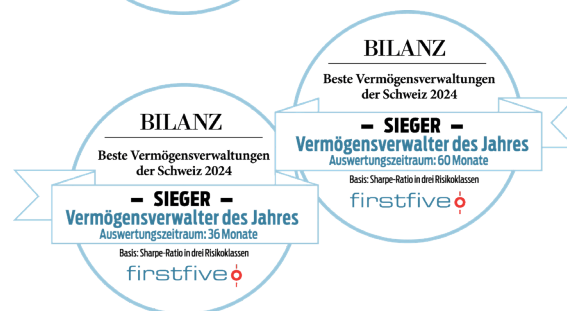 BILANZ
Beste Vermögensverwaltungen
der Schweiz 2024
– SIEGER –
Vermögensverwalter des Jahres
Auswertungszeitraum: 60 Monate
Basis: Sharpe-Ratio in drei Risikoklassen
firstfive
BILANZ
Beste Vermögensverwaltungen
der Schweiz 2024
– SIEGER –
Vermögensverwalter des Jahres
Auswertungszeitraum: 36 Monate
Basis: Sharpe-Ratio in drei Risikoklassen
firstfive